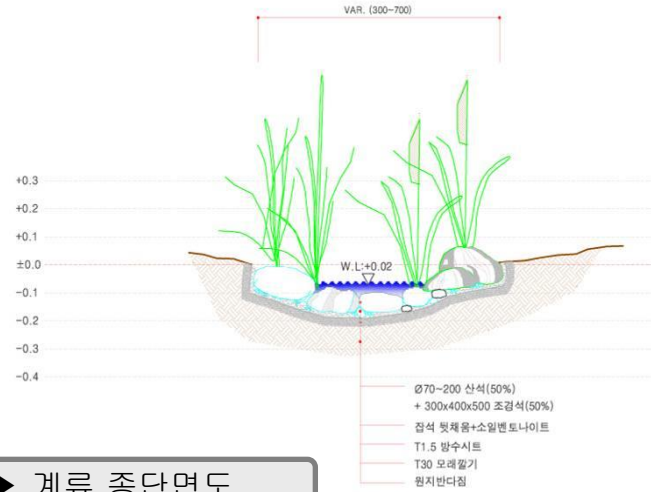 VAR. (300~700)
+0.3
+0.2
+0.1
±0.0
W.L:+0.02
-0.1
-0.2
-0.3
-0.4
Ø70~200 산석(50%)
+ 300x400x500 조경석(50%)
잡석 뒷채움+소일벤토나이트
T1.5 방수시트
T30 모래깔기
원지반다짐
▶ 계류 종단면도